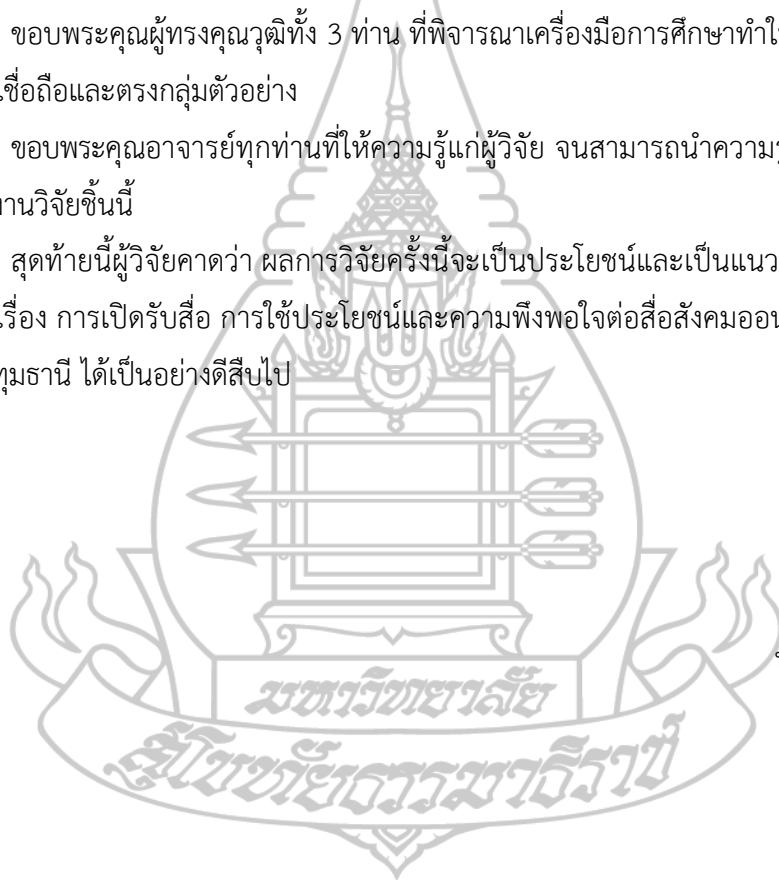 ขอบพระคุณผู้ทรงคุณวุฒิทั้ง 3 ท่าน ที่พิจารณาเครื่องมือการศึกษาทำให
เชื่อถือและตรงกลุ่มตัวอย่าง
ขอบพระคุณอาจารย์ทุกท่านที่ให้ความรู้แก่ผู้วิจัย จนสามารถนำความรู
งานวิจัยชิ้นนี้
สุดท้ายนี้ผู้วิจัยคาดว่า ผลการวิจัยครั้งนี้จะเป็นประโยชน์และเป็นแนว
เรื่อง การเปิดรับสื่อ การใช้ประโยชน์และความพึงพอใจต่อสื่อสังคมออน
ทุมธานี ได้เป็นอย่างดีสืบไป
มหาวิทยาลัย
สุโขทัยธรรมาธิราช